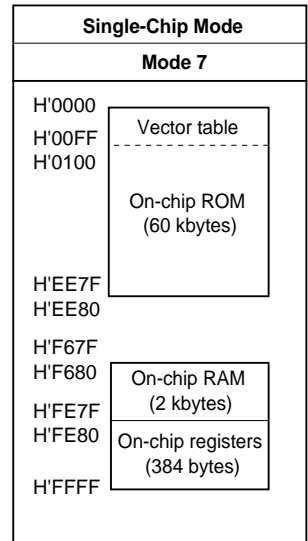 Single-Chip Mode
Mode 7
H'0000
Vector table
H'00FF
H'0100
On-chip ROM
(60 kbytes)
H'EE7F
H'EE80
H'F67F
H'F680
On-chip RAM
(2 kbytes)
H'FE7F
H'FE80
On-chip registers
(384 bytes)
H'FFFF